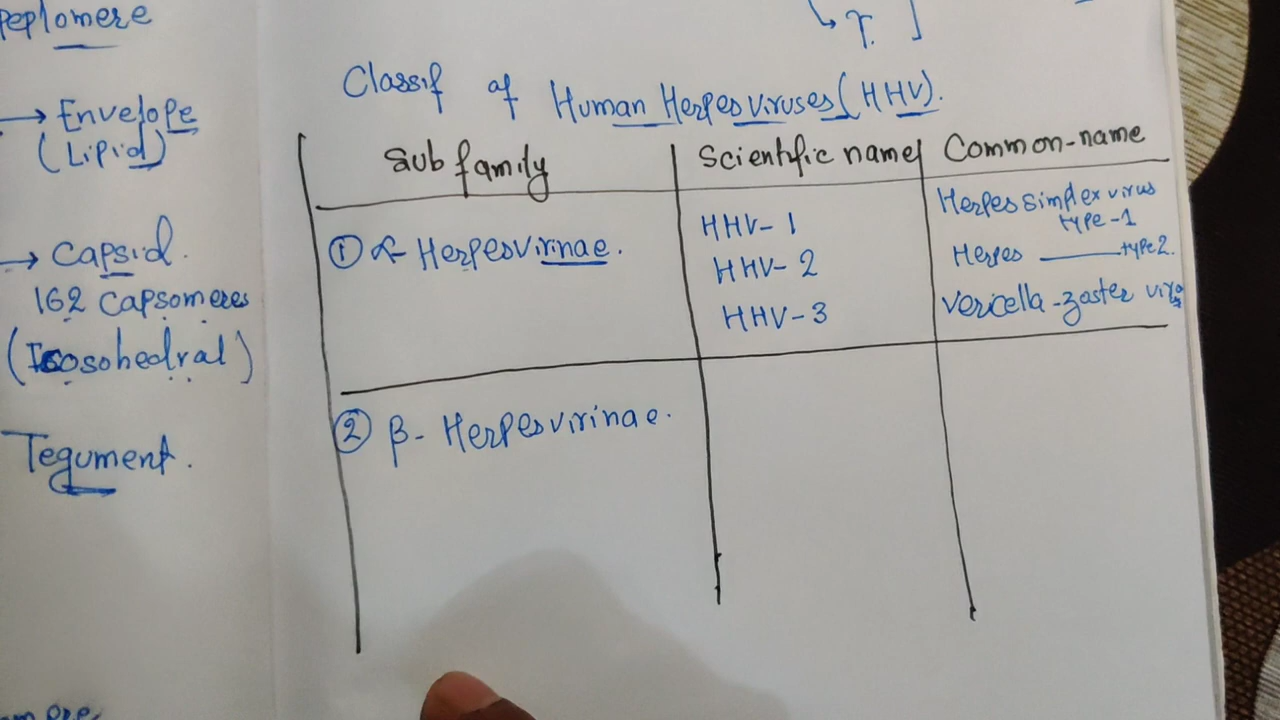 peplomere
→ Envelope
(Lipid)
→ Capsid.
162 Capsomeres
(Icosohedral)
Tegument.
↳ T. ]
Classif of Human Herpesviruses (HHV).
Sub family Scientific name Common-name
① α- Herpesvirinae. HHV-1 Herpes simplex virus type-1
HHV-2 Herpes ——— type 2.
HHV-3 Vericella-zaster virus
② β- Herpesvirinae.